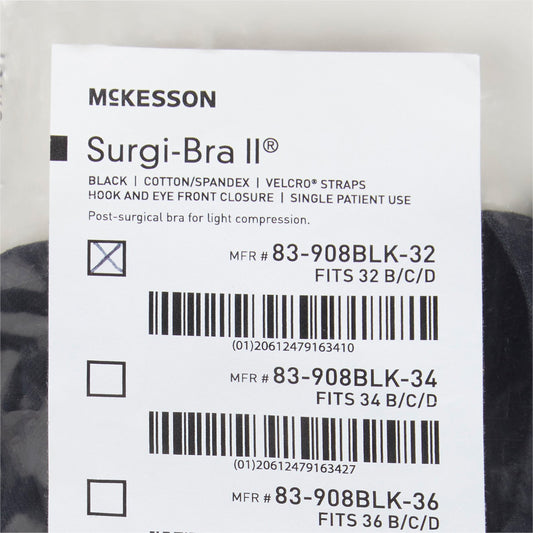 McKESSON
Surgi-Bra II®
BLACK | COTTON/SPANDEX | VELCRO® STRAPS
HOOK AND EYE FRONT CLOSURE | SINGLE PATIENT USE
Post-surgical bra for light compression.
MFR # 83-908BLK-32
FITS 32 B/C/D
(01)20612479163410
MFR # 83-908BLK-34
FITS 34 B/C/D
(01)20612479163427
MFR # 83-908BLK-36
FITS 36 B/C/D